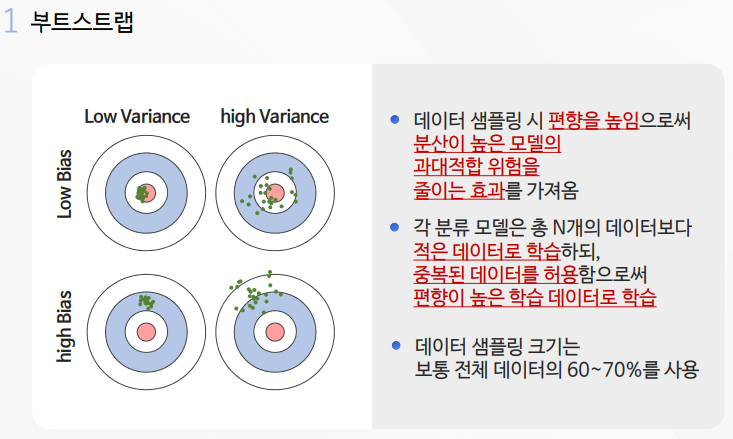 1 부트스트랩
Low Variance
high Variance
Low Bias
high Bias
데이터 샘플링 시 편향을 높임으로써
분산이 높은 모델의
과대적합 위험을
줄이는 효과를 가져옴
각 분류 모델은 총 N개의 데이터보다
적은 데이터로 학습하되,
중복된 데이터를 허용함으로써
편향이 높은 학습 데이터로 학습
데이터 샘플링 크기는
보통 전체 데이터의 60~70%를 사용